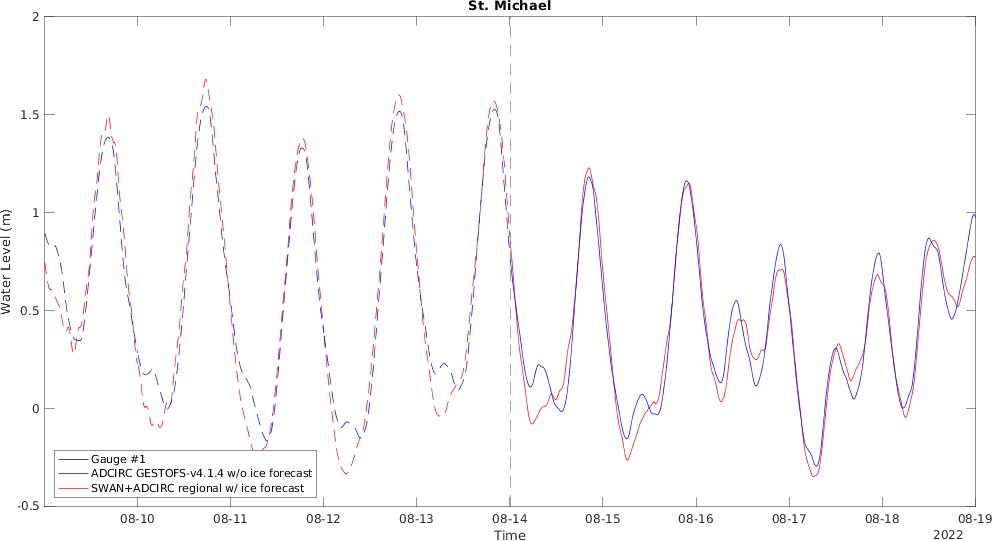 St. Michael
2
1.5
1
0.5
0
-0.5
Water Level (m)
Gauge #1
ADCIRC GESTOFS-v4.1.4 w/o ice forecast
SWAN+ADCIRC regional w/ ice forecast
08-10 08-11 08-12 08-13 08-14 08-15 08-16 08-17 08-18 08-19
Time
2022